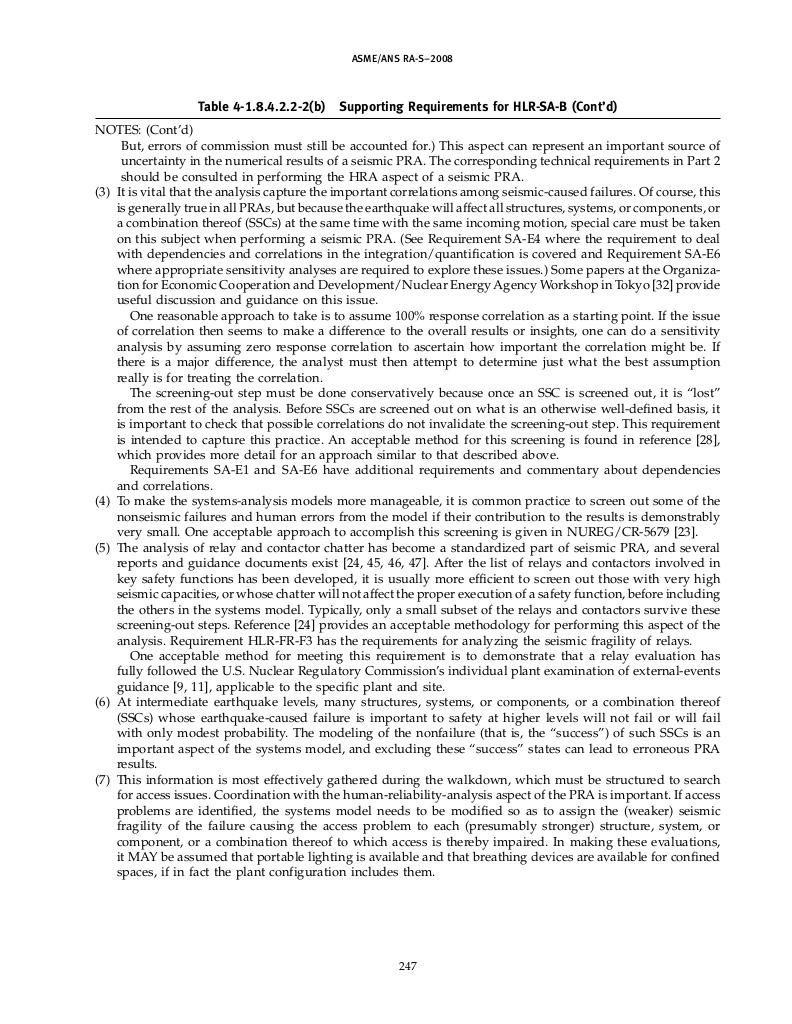 ASME/ANS RA-S–2008
Table 4-1.8.4.2.2-2(b) Supporting Requirements for HLR-SA-B (Cont’d)
NOTES: (Cont’d)
But, errors of commission must still be accounted for.) This aspect can represent an important source of
uncertainty in the numerical results of a seismic PRA. The corresponding technical requirements in Part 2
should be consulted in performing the HRA aspect of a seismic PRA.
(3) It is vital that the analysis capture the important correlations among seismic-caused failures. Of course, this
is generally true in all PRAs, but because the earthquake will affect all structures, systems, or components, or
a combination thereof (SSCs) at the same time with the same incoming motion, special care must be taken
on this subject when performing a seismic PRA. (See Requirement SA-E4 where the requirement to deal
with dependencies and correlations in the integration/quantification is covered and Requirement SA-E6
where appropriate sensitivity analyses are required to explore these issues.) Some papers at the Organiza-
tion for Economic Cooperation and Development/Nuclear Energy Agency Workshop in Tokyo [32] provide
useful discussion and guidance on this issue.
One reasonable approach to take is to assume 100% response correlation as a starting point. If the issue
of correlation then seems to make a difference to the overall results or insights, one can do a sensitivity
analysis by assuming zero response correlation to ascertain how important the correlation might be. If
there is a major difference, the analyst must then attempt to determine just what the best assumption
really is for treating the correlation.
The screening-out step must be done conservatively because once an SSC is screened out, it is “lost”
from the rest of the analysis. Before SSCs are screened out on what is an otherwise well-defined basis, it
is important to check that possible correlations do not invalidate the screening-out step. This requirement
is intended to capture this practice. An acceptable method for this screening is found in reference [28],
which provides more detail for an approach similar to that described above.
Requirements SA-E1 and SA-E6 have additional requirements and commentary about dependencies
and correlations.
(4) To make the systems-analysis models more manageable, it is common practice to screen out some of the
nonseismic failures and human errors from the model if their contribution to the results is demonstrably
very small. One acceptable approach to accomplish this screening is given in NUREG/CR-5679 [23].
(5) The analysis of relay and contactor chatter has become a standardized part of seismic PRA, and several
reports and guidance documents exist [24, 45, 46, 47]. After the list of relays and contactors involved in
key safety functions has been developed, it is usually more efficient to screen out those with very high
seismic capacities, or whose chatter will not affect the proper execution of a safety function, before including
the others in the systems model. Typically, only a small subset of the relays and contactors survive these
screening-out steps. Reference [24] provides an acceptable methodology for performing this aspect of the
analysis. Requirement HLR-FR-F3 has the requirements for analyzing the seismic fragility of relays.
One acceptable method for meeting this requirement is to demonstrate that a relay evaluation has
fully followed the U.S. Nuclear Regulatory Commission’s individual plant examination of external-events
guidance [9, 11], applicable to the specific plant and site.
(6) At intermediate earthquake levels, many structures, systems, or components, or a combination thereof
(SSCs) whose earthquake-caused failure is important to safety at higher levels will not fail or will fail
with only modest probability. The modeling of the nonfailure (that is, the “success”) of such SSCs is an
important aspect of the systems model, and excluding these “success” states can lead to erroneous PRA
results.
(7) This information is most effectively gathered during the walkdown, which must be structured to search
for access issues. Coordination with the human-reliability-analysis aspect of the PRA is important. If access
problems are identified, the systems model needs to be modified so as to assign the (weaker) seismic
fragility of the failure causing the access problem to each (presumably stronger) structure, system, or
component, or a combination thereof to which access is thereby impaired. In making these evaluations,
it MAY be assumed that portable lighting is available and that breathing devices are available for confined
spaces, if in fact the plant configuration includes them.
247